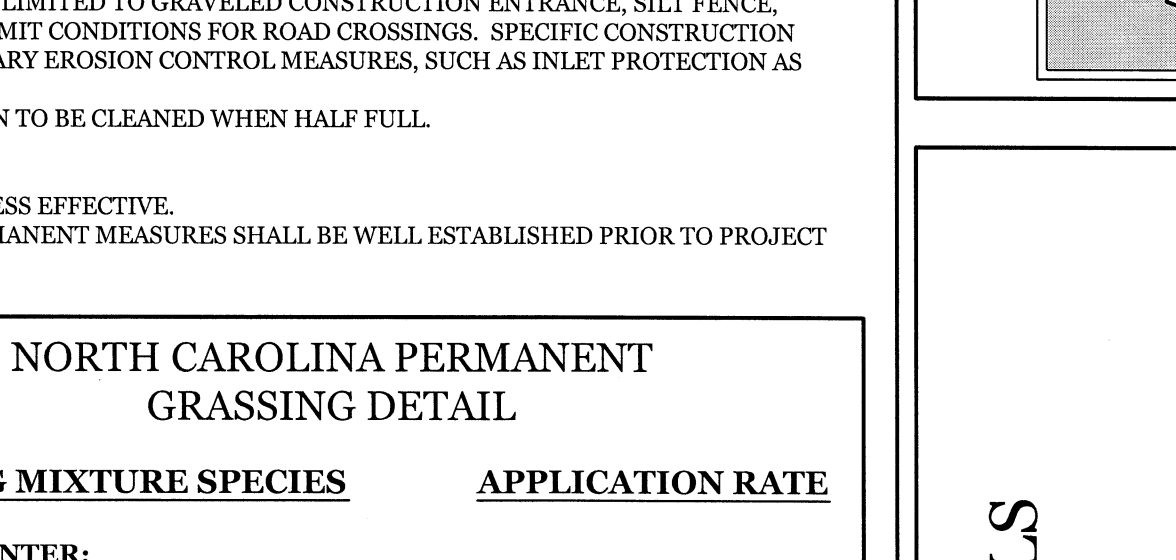 LIMITED TO GRAVELED CONSTRUCTION ENTRANCE, SILT FENCE,
MIT CONDITIONS FOR ROAD CROSSINGS. SPECIFIC CONSTRUCTION
ARY EROSION CONTROL MEASURES, SUCH AS INLET PROTECTION AS
N TO BE CLEANED WHEN HALF FULL.
ESS EFFECTIVE.
MANENT MEASURES SHALL BE WELL ESTABLISHED PRIOR TO PROJECT
NORTH CAROLINA PERMANENT
GRASSING DETAIL
G MIXTURE SPECIES APPLICATION RATE
NTER:
LS